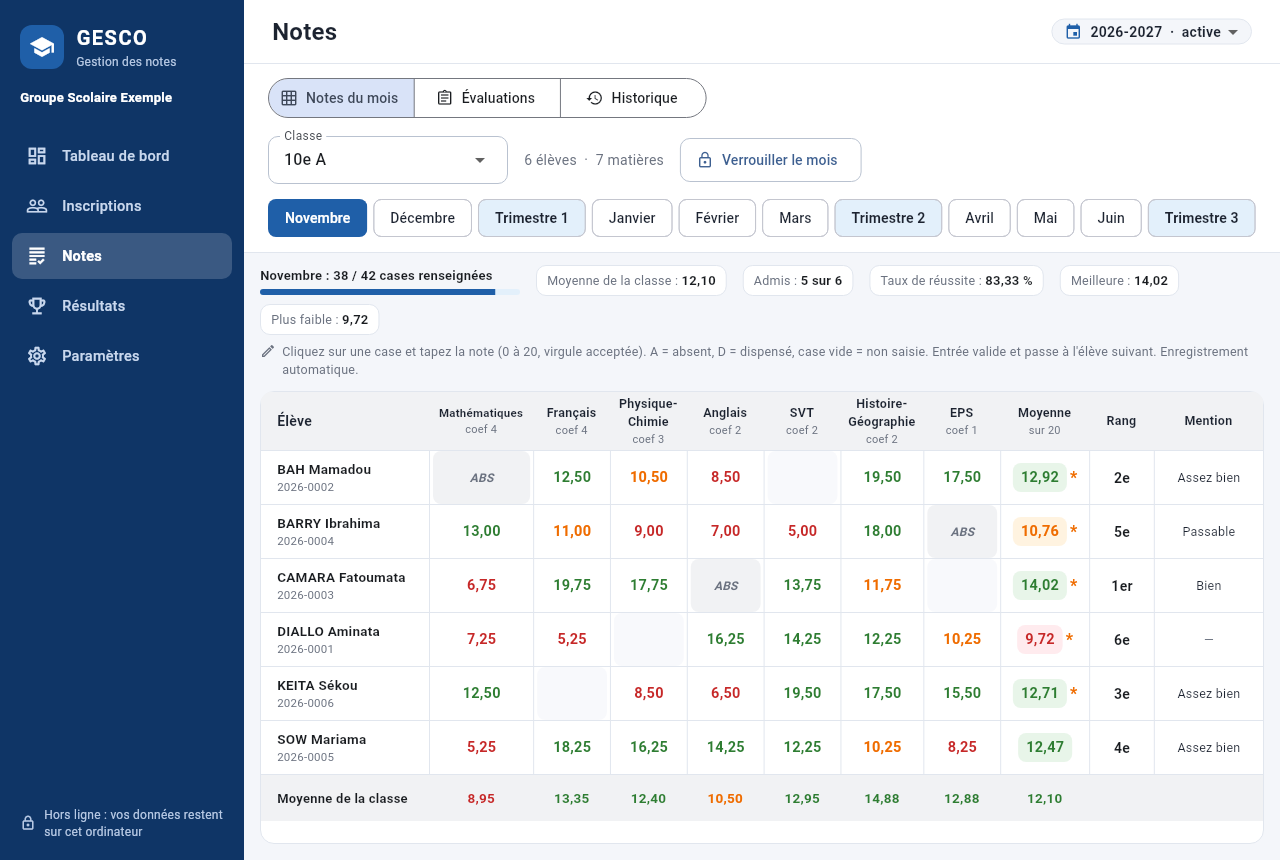 GESCO
Gestion des notes
Groupe Scolaire Exemple
Tableau de bord
Inscriptions
Notes
Résultats
Paramètres
Hors ligne : vos données restent
sur cet ordinateur
Notes
2026-2027 · active
Notes du mois
Évaluations
Historique
Classe
10e A
6 élèves · 7 matières
Verrouiller le mois
Novembre
Décembre
Trimestre 1
Janvier
Février
Mars
Trimestre 2
Avril
Mai
Juin
Trimestre 3
Novembre : 38 / 42 cases renseignées
Moyenne de la classe : 12,10
Admis : 5 sur 6
Taux de réussite : 83,33 %
Meilleure : 14,02
Plus faible : 9,72
Cliquez sur une case et tapez la note (0 à 20, virgule acceptée). A = absent, D = dispensé, case vide = non saisie. Entrée valide et passe à l'élève suivant. Enregistrement
automatique.
Élève
Mathématiques
coef 4
Français
coef 4
Physique-
Chimie
coef 3
Anglais
coef 2
SVT
coef 2
Histoire-
Géographie
coef 2
EPS
coef 1
Moyenne
sur 20
Rang
Mention
BAH Mamadou
2026-0002
ABS 12,50 10,50 8,50 19,50 17,50 12,92 * 2e Assez bien
BARRY Ibrahima
2026-0004
13,00 11,00 9,00 7,00 5,00 18,00 ABS 10,76 * 5e Passable
CAMARA Fatoumata
2026-0003
6,75 19,75 17,75 ABS 13,75 11,75 14,02 * 1er Bien
DIALLO Aminata
2026-0001
7,25 5,25 16,25 14,25 12,25 10,25 9,72 * 6e —
KEITA Sékou
2026-0006
12,50 8,50 6,50 19,50 17,50 15,50 12,71 * 3e Assez bien
SOW Mariama
2026-0005
5,25 18,25 16,25 14,25 12,25 10,25 8,25 12,47 4e Assez bien
Moyenne de la classe 8,95 13,35 12,40 10,50 12,95 14,88 12,88 12,10